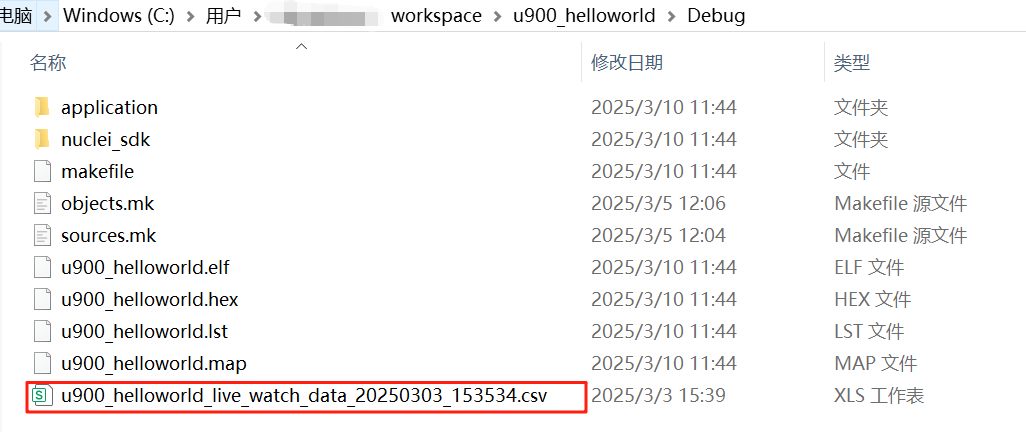 电脑 Windows (C:) 用户 workspace u900_helloworld Debug
名称 修改日期 类型
application 2025/3/10 11:44 文件夹
nuclei_sdk 2025/3/10 11:44 文件夹
makefile 2025/3/10 11:44 文件
objects.mk 2025/3/5 12:06 Makefile 源文件
sources.mk 2025/3/5 12:04 Makefile 源文件
u900_helloworld.elf 2025/3/10 11:44 ELF 文件
u900_helloworld.hex 2025/3/10 11:44 HEX 文件
u900_helloworld.lst 2025/3/10 11:44 LST 文件
u900_helloworld.map 2025/3/10 11:44 MAP 文件
u900_helloworld_live_watch_data_20250303_153534.csv 2025/3/3 15:39 XLS 工作表